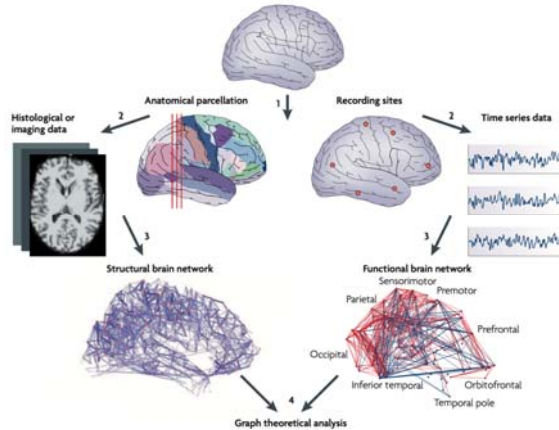 Anatomical parcellation
1
Recording sites
Histological or
imaging data
2
2
Time series data
3
3
Structural brain network
Functional brain network
Sensorimotor
Parietal
Premotor
Prefrontal
Occipital
Inferior temporal
Orbitofrontal
Temporal pole
4
Graph theoretical analysis